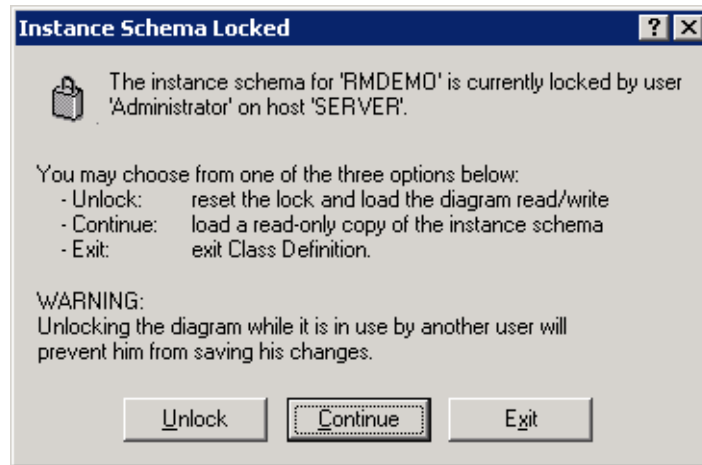 Instance Schema Locked
The instance schema for 'RMDEMO' is currently locked by user
'Administrator' on host 'SERVER'.
You may choose from one of the three options below:
- Unlock: reset the lock and load the diagram read/write
- Continue: load a read-only copy of the instance schema
- Exit: exit Class Definition.
WARNING:
Unlocking the diagram while it is in use by another user will
prevent him from saving his changes.
Unlock Continue Exit